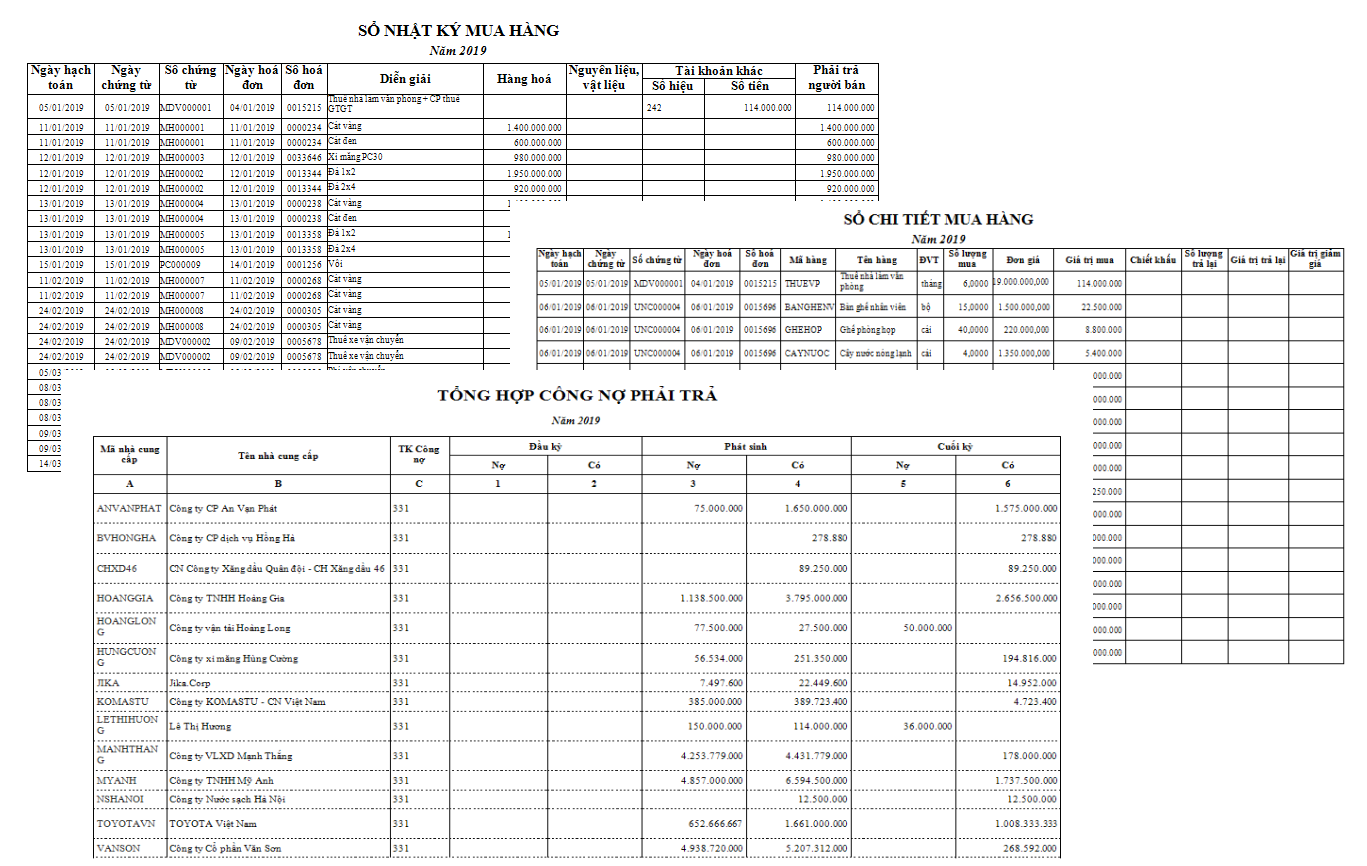 SỔ NHẬT KÝ MUA HÀNG
Năm 2019
Ngày hạch toán Ngày chứng từ Số chứng từ Ngày hoá đơn Số hoá đơn Diễn giải Hàng hoá Nguyên liệu, vật liệu Tài khoản khác Phải trả người bán
Số hiệu Số tiền
05/01/2019 05/01/2019 MDV000001 04/01/2019 0015215 Thuê nhà làm văn phòng + CP thuế GTGT 242 114.000.000 114.000.000
11/01/2019 11/01/2019 MH000001 11/01/2019 0000234 Cát vàng 1.400.000.000 1.400.000.000
11/01/2019 11/01/2019 MH000001 11/01/2019 0000234 Cát đen 600.000.000 600.000.000
12/01/2019 12/01/2019 MH000003 12/01/2019 0033646 Xi măng PC30 980.000.000 980.000.000
12/01/2019 12/01/2019 MH000002 12/01/2019 0013344 Đá 1x2 1.950.000.000 1.950.000.000
12/01/2019 12/01/2019 MH000002 12/01/2019 0013344 Đá 2x4 920.000.000 920.000.000
13/01/2019 13/01/2019 MH000004 13/01/2019 0000238 Cát vàng
13/01/2019 13/01/2019 MH000004 13/01/2019 0000238 Cát đen
13/01/2019 13/01/2019 MH000005 13/01/2019 0013358 Đá 1x2
13/01/2019 13/01/2019 MH000005 13/01/2019 0013358 Đá 2x4
15/01/2019 15/01/2019 PC000009 14/01/2019 0001256 Vôi
11/02/2019 11/02/2019 MH000007 11/02/2019 0000268 Cát vàng
11/02/2019 11/02/2019 MH000007 11/02/2019 0000268 Cát vàng
24/02/2019 24/02/2019 MH000008 24/02/2019 0000305 Cát vàng
24/02/2019 24/02/2019 MH000008 24/02/2019 0000305 Cát vàng
24/02/2019 24/02/2019 MDV000002 09/02/2019 0005678 Thuê xe vận chuyển
24/02/2019 24/02/2019 MDV000002 09/02/2019 0005678 Thuê xe vận chuyển
05/03
08/03
08/03
08/03
09/03
09/03
14/03
SỔ CHI TIẾT MUA HÀNG
Năm 2019
Ngày hạch toán Ngày chứng từ Số chứng từ Ngày hoá đơn Số hoá đơn Mã hàng Tên hàng ĐVT Số lượng mua Đơn giá Giá trị mua Chiết khấu Số lượng trả lại Giá trị trả lại Giá trị giảm giá
05/01/2019 05/01/2019 MDV000001 04/01/2019 0015215 THUEVP Thuê nhà làm văn phòng tháng 6,0000 19.000.000,000 114.000.000
06/01/2019 06/01/2019 UNC000004 06/01/2019 0015696 BANGHENV Bàn ghế nhân viên bộ 15,0000 1.500.000,000 22.500.000
06/01/2019 06/01/2019 UNC000004 06/01/2019 0015696 GHEHOP Ghế phòng họp cái 40,0000 220.000,000 8.800.000
06/01/2019 06/01/2019 UNC000004 06/01/2019 0015696 CAYNUOC Cây nước nóng lạnh cái 4,0000 1.350.000,000 5.400.000
000.000
000.000
000.000
000.000
000.000
250.000
000.000
000.000
000.000
000.000
000.000
000.000
000.000
TỔNG HỢP CÔNG NỢ PHẢI TRẢ
Năm 2019
Mã nhà cung cấp Tên nhà cung cấp TK Công nợ Đầu kỳ Phát sinh Cuối kỳ
Nợ Có Nợ Có Nợ Có
A B C 1 2 3 4 5 6
ANVANPHAT Công ty CP An Vạn Phát 331 75.000.000 1.650.000.000 1.575.000.000
BVHONGHA Công ty CP dịch vụ Hồng Hà 331 278.880 278.880
CHXD46 CN Công ty Xăng dầu Quân đội - CH Xăng dầu 46 331 89.250.000 89.250.000
HOANGGIA Công ty TNHH Hoàng Gia 331 1.138.500.000 3.795.000.000 2.656.500.000
HOANGLONG Công ty vận tải Hoàng Long 331 77.500.000 27.500.000 50.000.000
HUNGCUONG Công ty xi măng Hùng Cường 331 56.534.000 251.350.000 194.816.000
JIKA Jika.Corp 331 7.497.600 22.449.600 14.952.000
KOMASTU Công ty KOMASTU - CN Việt Nam 331 385.000.000 389.723.400 4.723.400
LETHIHUONG Lê Thị Hương 331 150.000.000 114.000.000 36.000.000
MANHTHANG Công ty VLXD Mạnh Thắng 331 4.253.779.000 4.431.779.000 178.000.000
MYANH Công ty TNHH Mỹ Anh 331 4.857.000.000 6.594.500.000 1.737.500.000
NSHANOI Công ty Nước sạch Hà Nội 331 12.500.000 12.500.000
TOYOTAVN TOYOTA Việt Nam 331 652.666.667 1.661.000.000 1.008.333.333
VANSON Công ty Cổ phần Văn Sơn 331 4.938.720.000 5.207.312.000 268.592.000